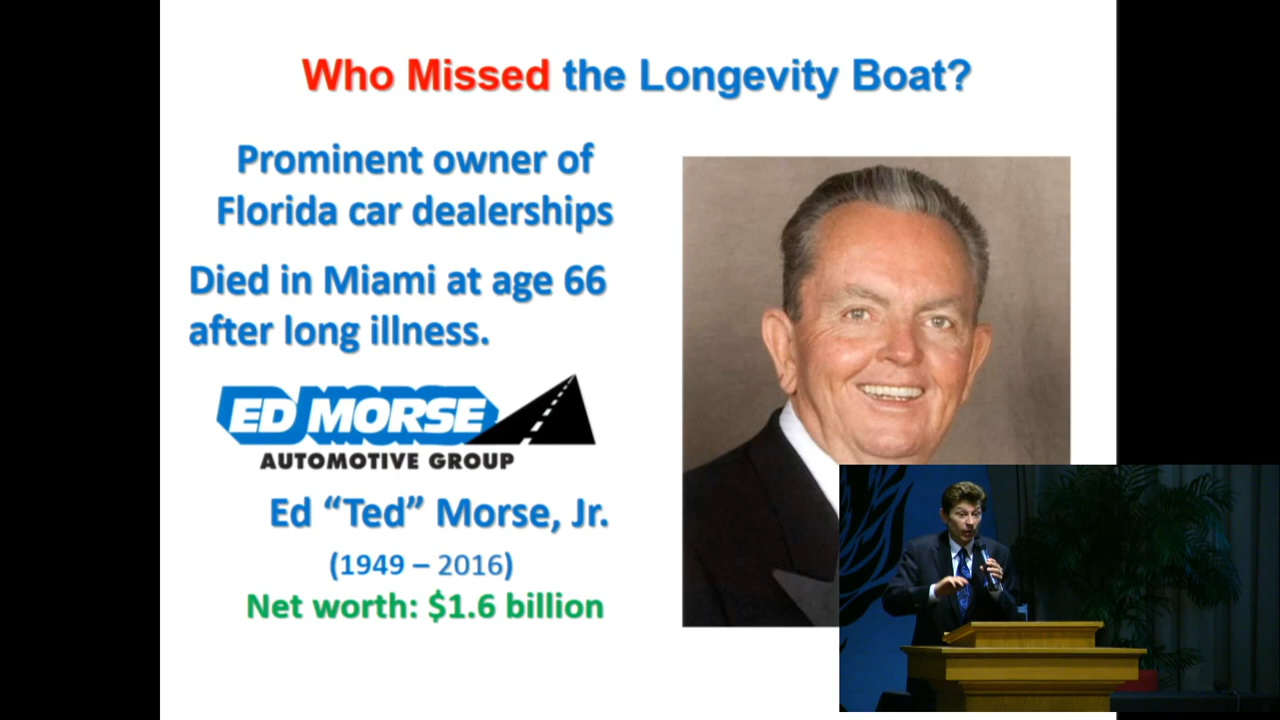 Who Missed the Longevity Boat?
Prominent owner of
Florida car dealerships
Died in Miami at age 66
after long illness.
ED MORSE
AUTOMOTIVE GROUP
Ed “Ted” Morse, Jr.
(1949 – 2016)
Net worth: $1.6 billion